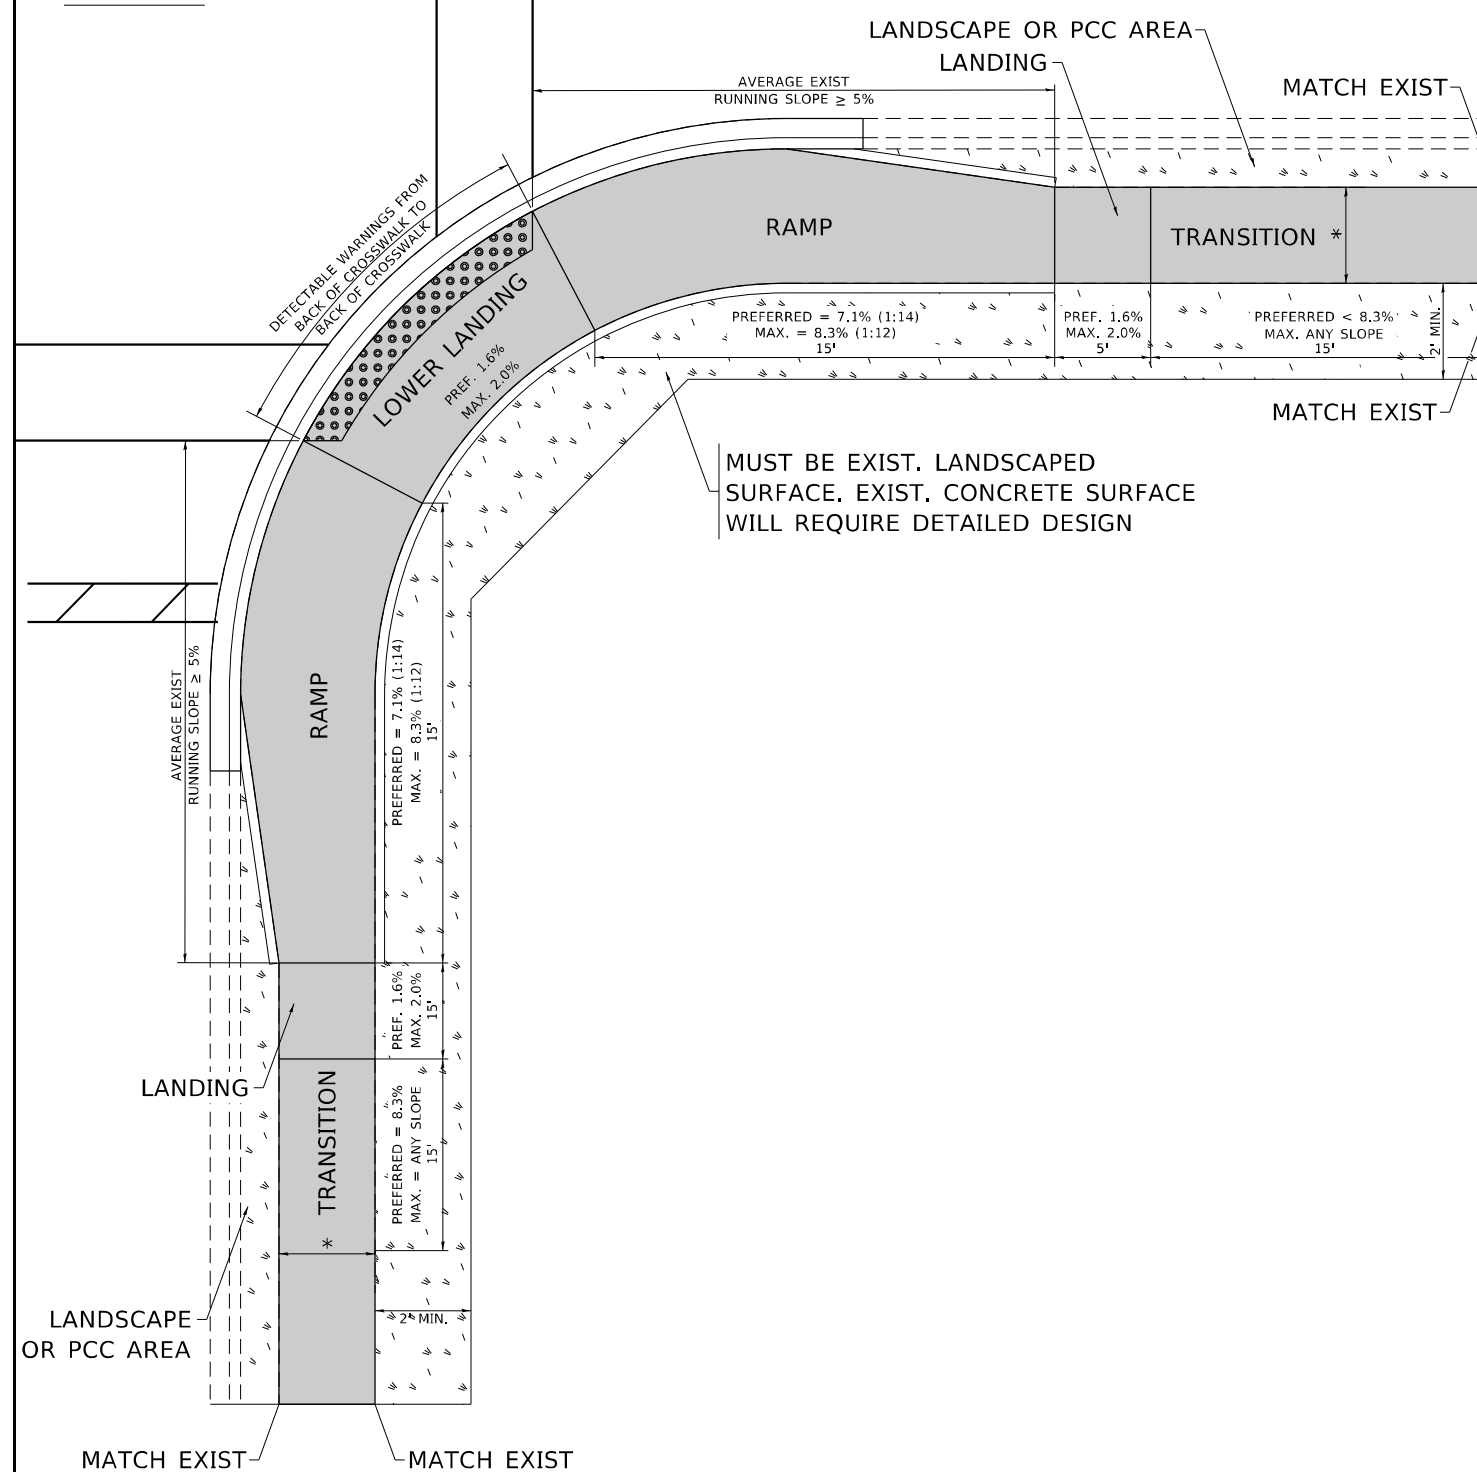 LANDSCAPE OR PCC AREA
LANDING
AVERAGE EXIST
RUNNING SLOPE ≥ 5%
MATCH EXIST
DETECTABLE WARNINGS FROM
BACK OF CROSSWALK TO
BACK OF CROSSWALK
RAMP
TRANSITION *
LOWER LANDING
PREF. 1.6%
MAX. 2.0%
PREFERRED = 7.1% (1:14)
MAX. = 8.3% (1:12)
15'
PREF. 1.6%
MAX. 2.0%
5'
PREFERRED < 8.3%
MAX. ANY SLOPE
15'
2' MIN.
MATCH EXIST
MUST BE EXIST. LANDSCAPED
SURFACE. EXIST. CONCRETE SURFACE
WILL REQUIRE DETAILED DESIGN
AVERAGE EXIST
RUNNING SLOPE ≥ 5%
RAMP
PREFERRED = 7.1% (1:14)
MAX. = 8.3% (1:12)
15'
PREF. 1.6%
MAX. 2.0%
15'
LANDING
* TRANSITION
PREFERRED = 8.3%
MAX. = ANY SLOPE
15'
LANDSCAPE
OR PCC AREA
2' MIN.
MATCH EXIST
MATCH EXIST